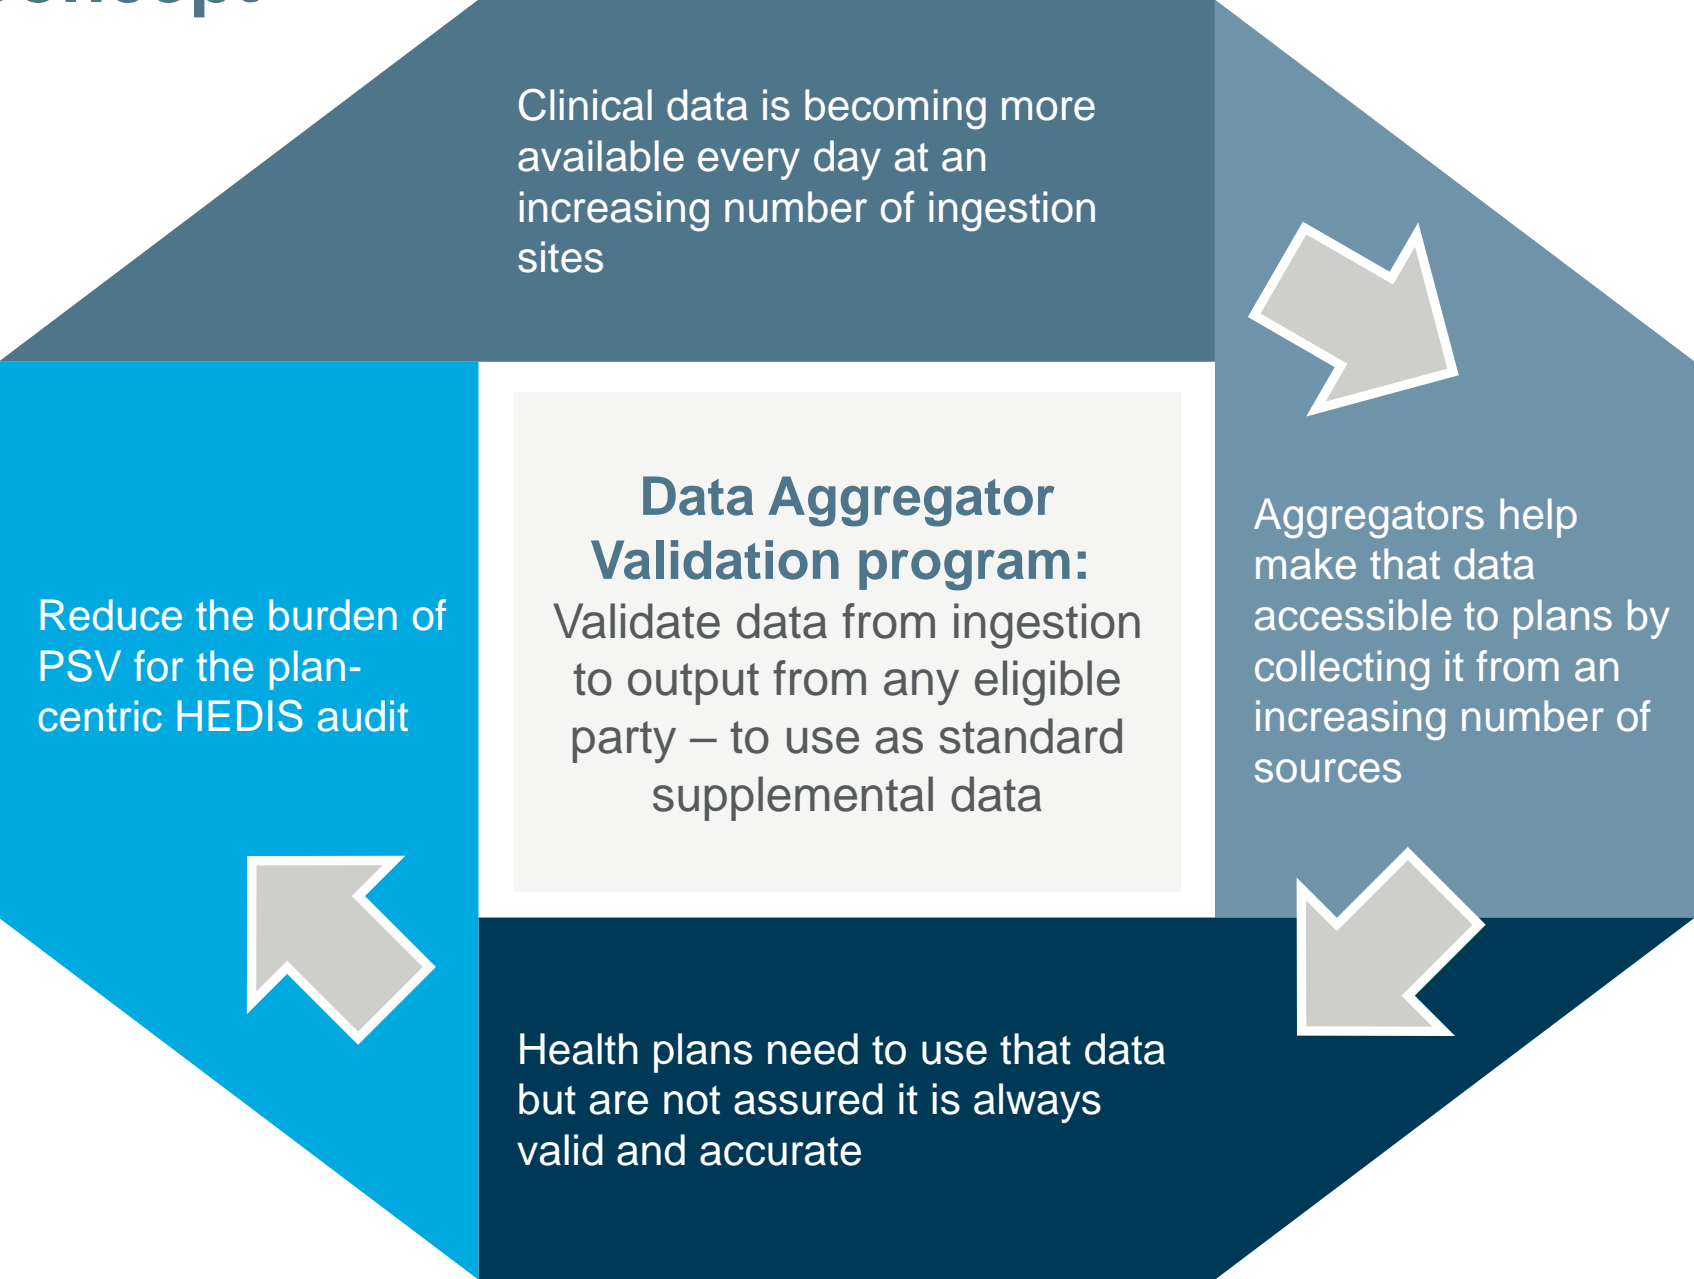 Clinical data is becoming more
available every day at an
increasing number of ingestion
sites
Aggregators help
make that data
accessible to plans by
collecting it from an
increasing number of
sources
Health plans need to use that data
but are not assured it is always
valid and accurate
Reduce the burden of
PSV for the plan-
centric HEDIS audit
Data Aggregator
Validation program:
Validate data from ingestion
to output from any eligible
party – to use as standard
supplemental data